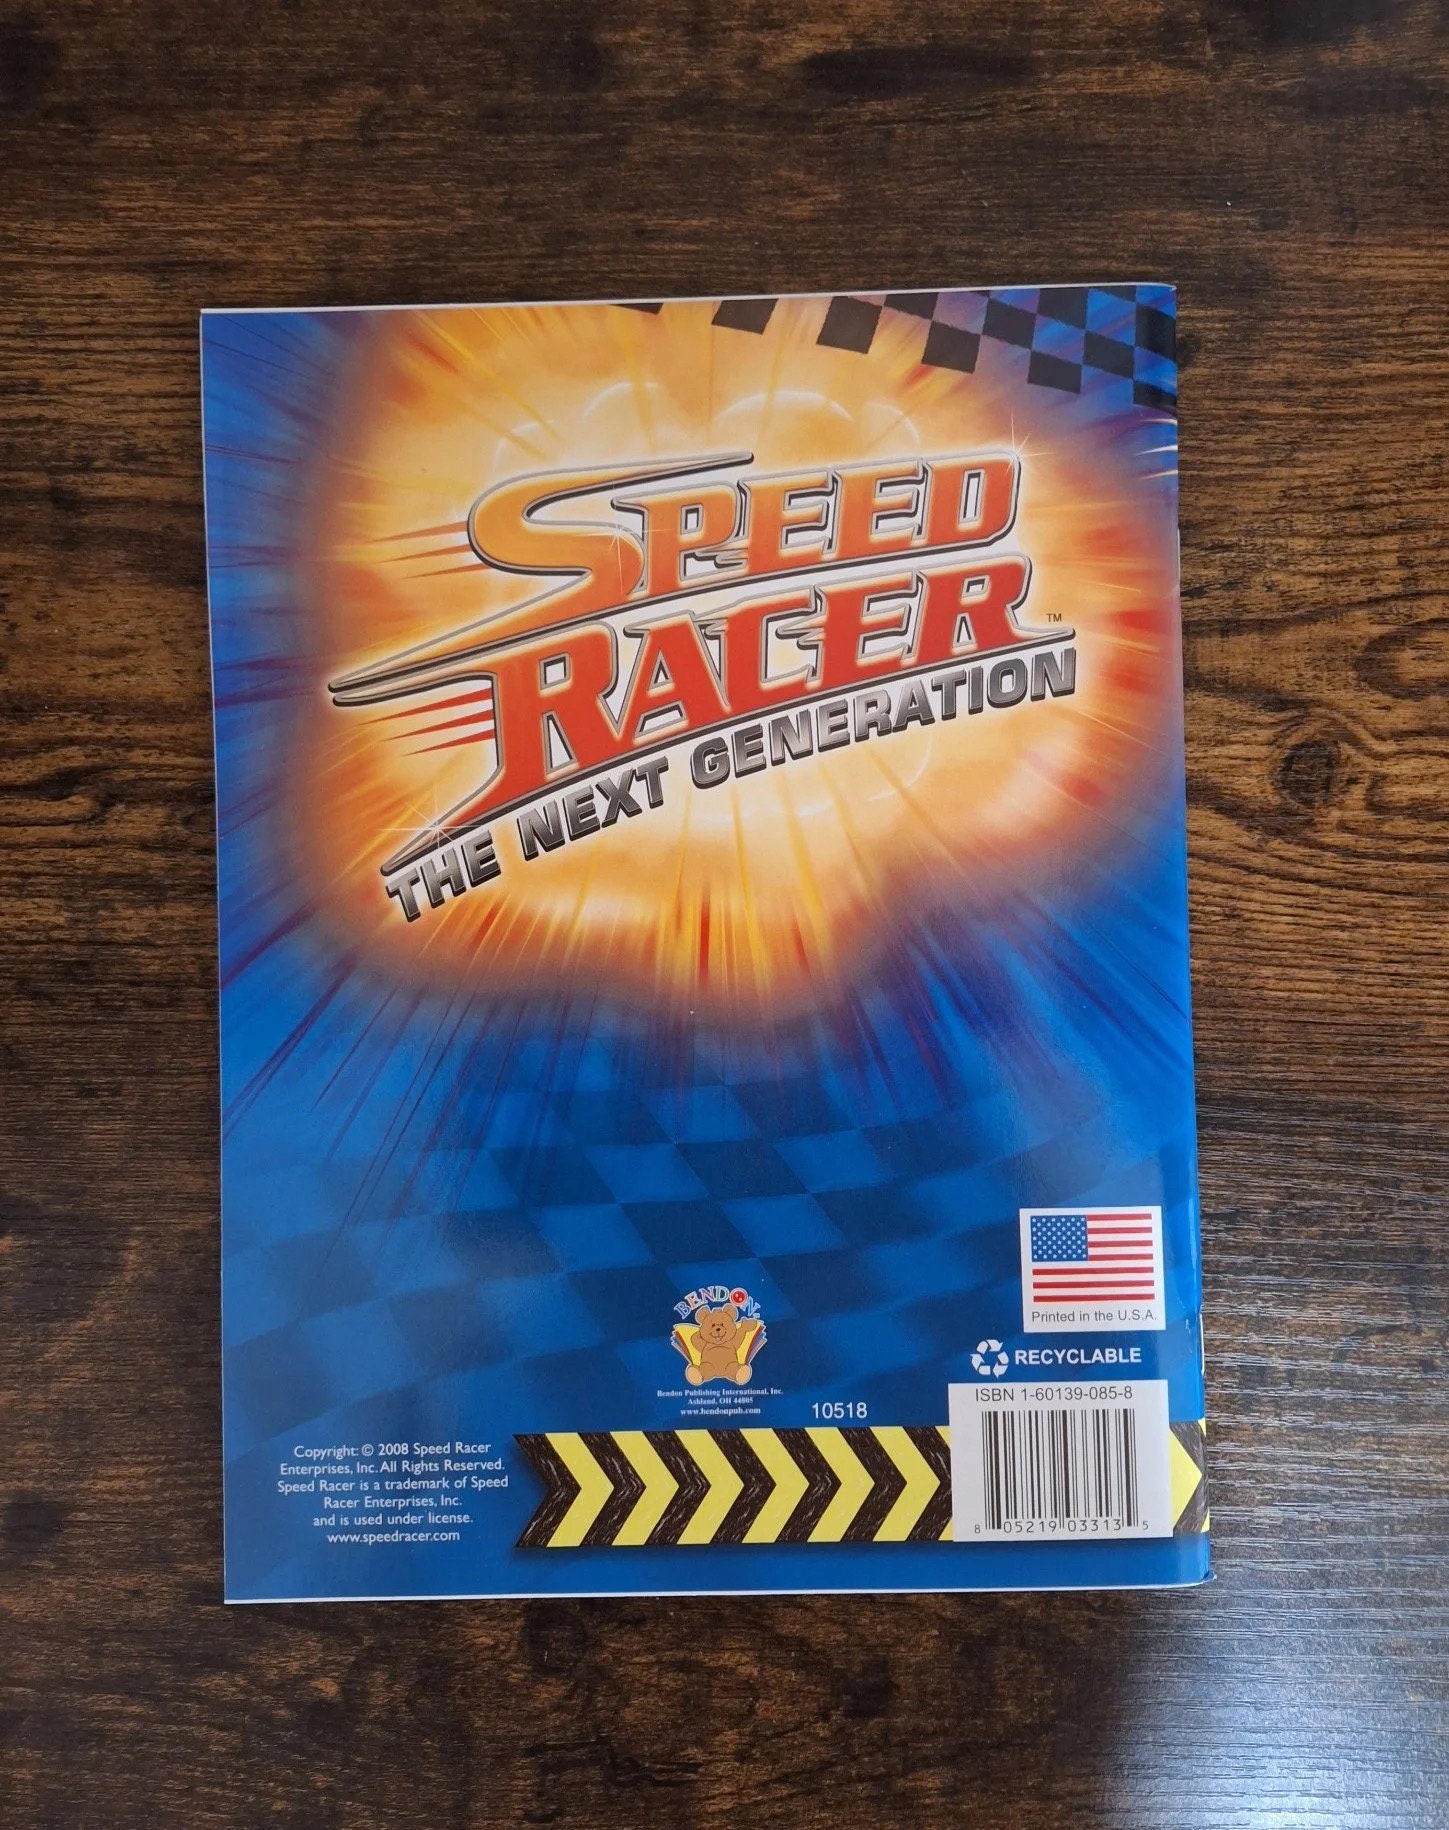 SPEED
RACER
TM
THE NEXT GENERATION
Printed in the U.S.A.
RECYCLABLE
BENDON
Bendon Publishing International, Inc.
Ashland, OH 44805
www.bendonpub.com
10518
ISBN 1-60139-085-8
8 05219 03313 5
Copyright: © 2008 Speed Racer
Enterprises, Inc. All Rights Reserved.
Speed Racer is a trademark of Speed
Racer Enterprises, Inc.
and is used under license.
www.speedracer.com